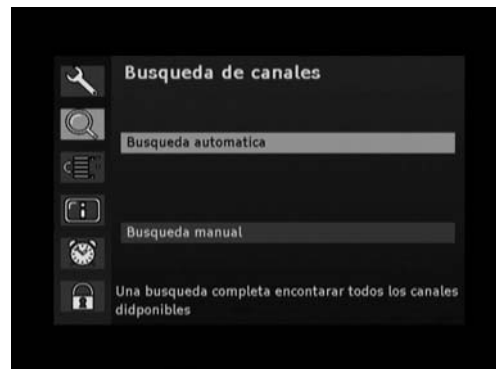 Busqueda de canales
Busqueda automatica
Busqueda manual
Una busqueda completa encontarar todos los canales
didponibles